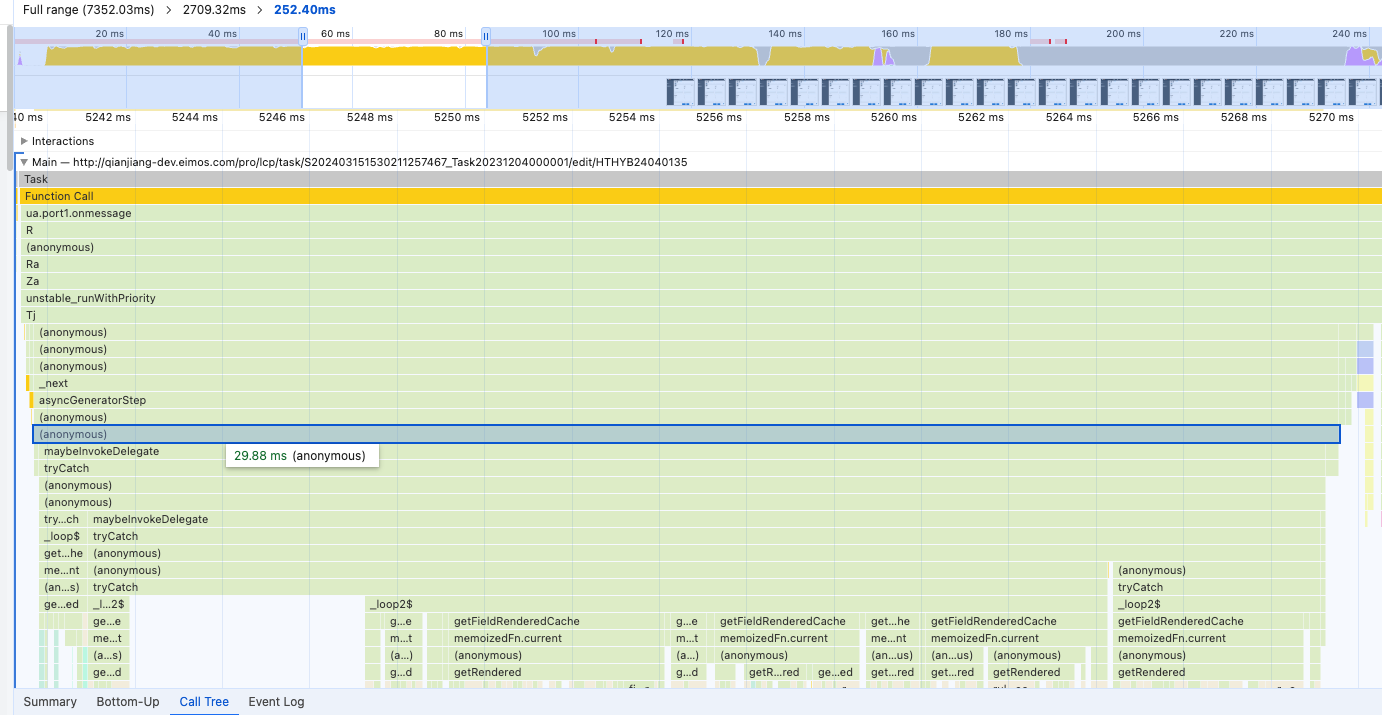 Full range (7352.03ms) > 2709.32ms > 252.40ms
20 ms 40 ms 60 ms 80 ms 100 ms 120 ms 140 ms 160 ms 180 ms 200 ms 220 ms 240 ms
40 ms 5242 ms 5244 ms 5246 ms 5248 ms 5250 ms 5252 ms 5254 ms 5256 ms 5258 ms 5260 ms 5262 ms 5264 ms 5266 ms 5268 ms 5270 ms
Interactions
Main — http://qianjiang-dev.eimos.com/pro/lcp/task/S202403151530211257467_Task20231204000001/edit/HTHYB24040135
Task
Function Call
ua.port1.onmessage
R
(anonymous)
Ra
Za
unstable_runWithPriority
Tj
(anonymous)
(anonymous)
(anonymous)
_next
asyncGeneratorStep
(anonymous)
(anonymous)
maybeInvokeDelegate
29.88 ms (anonymous)
tryCatch
(anonymous)
(anonymous)
try...ch maybeInvokeDelegate
_loop$ tryCatch
get...he (anonymous)
me...nt (anonymous) (anonymous)
(an...s) tryCatch tryCatch
ge...ed _l...2$ _loop2$ _loop2$
ge...e g...e getFieldRenderedCache g...e getFieldRenderedCache get...he getFieldRenderedCache getFieldRenderedCache
me...t m...t memoizedFn.current m...t memoizedFn.current me...nt memoizedFn.current memoizedFn.current
(a...s) (a...) (anonymous) (a...) (anonymous) (an...us) (an...us) (anonymous) (anonymous)
ge...d g...d getRendered g...d getR...red ge...ed get...red get...red getRendered getRendered
Summary Bottom-Up Call Tree Event Log